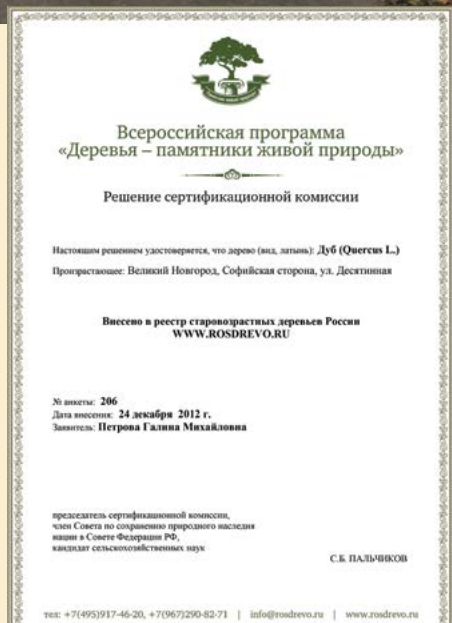 Всероссийская программа
«Деревья – памятники живой природы»
Решение сертификационной комиссии
Настоящим решением удостоверяется, что дерево (вид, латынь): Дуб (Quercus L.)
Произрастающее: Великий Новгород, Софийская сторона, ул. Десятинная
Внесено в реестр старовозрастных деревьев России
WWW.ROSDREVO.RU
№ анкеты: 206
Дата внесения: 24 декабря 2012 г.
Заявитель: Петрова Галина Михайловна
председатель сертификационной комиссии,
член Совета по сохранению природного наследия
нации в Совете Федерации РФ,
кандидат сельскохозяйственных наук
С.Б. ПАЛЬЧИКОВ
тел: +7(495)917-46-20, +7(967)290-82-71 | info@rosdrevo.ru | www.rosdrevo.ru